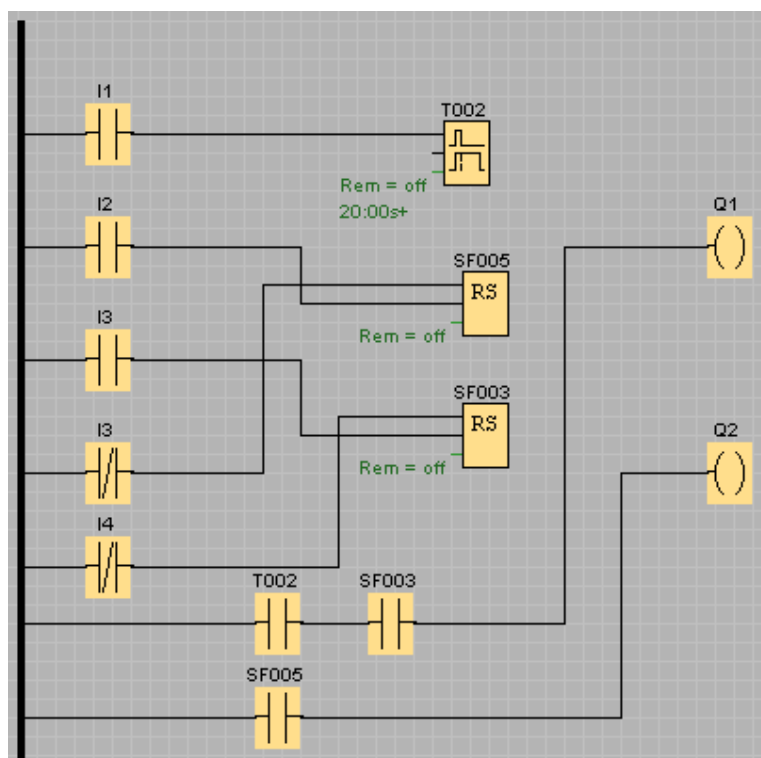 I1
T002
Rem = off
20:00s+
I2
Q1
SF005
RS
Rem = off
I3
SF003
RS
Rem = off
I3
Q2
I4
T002
SF003
SF005